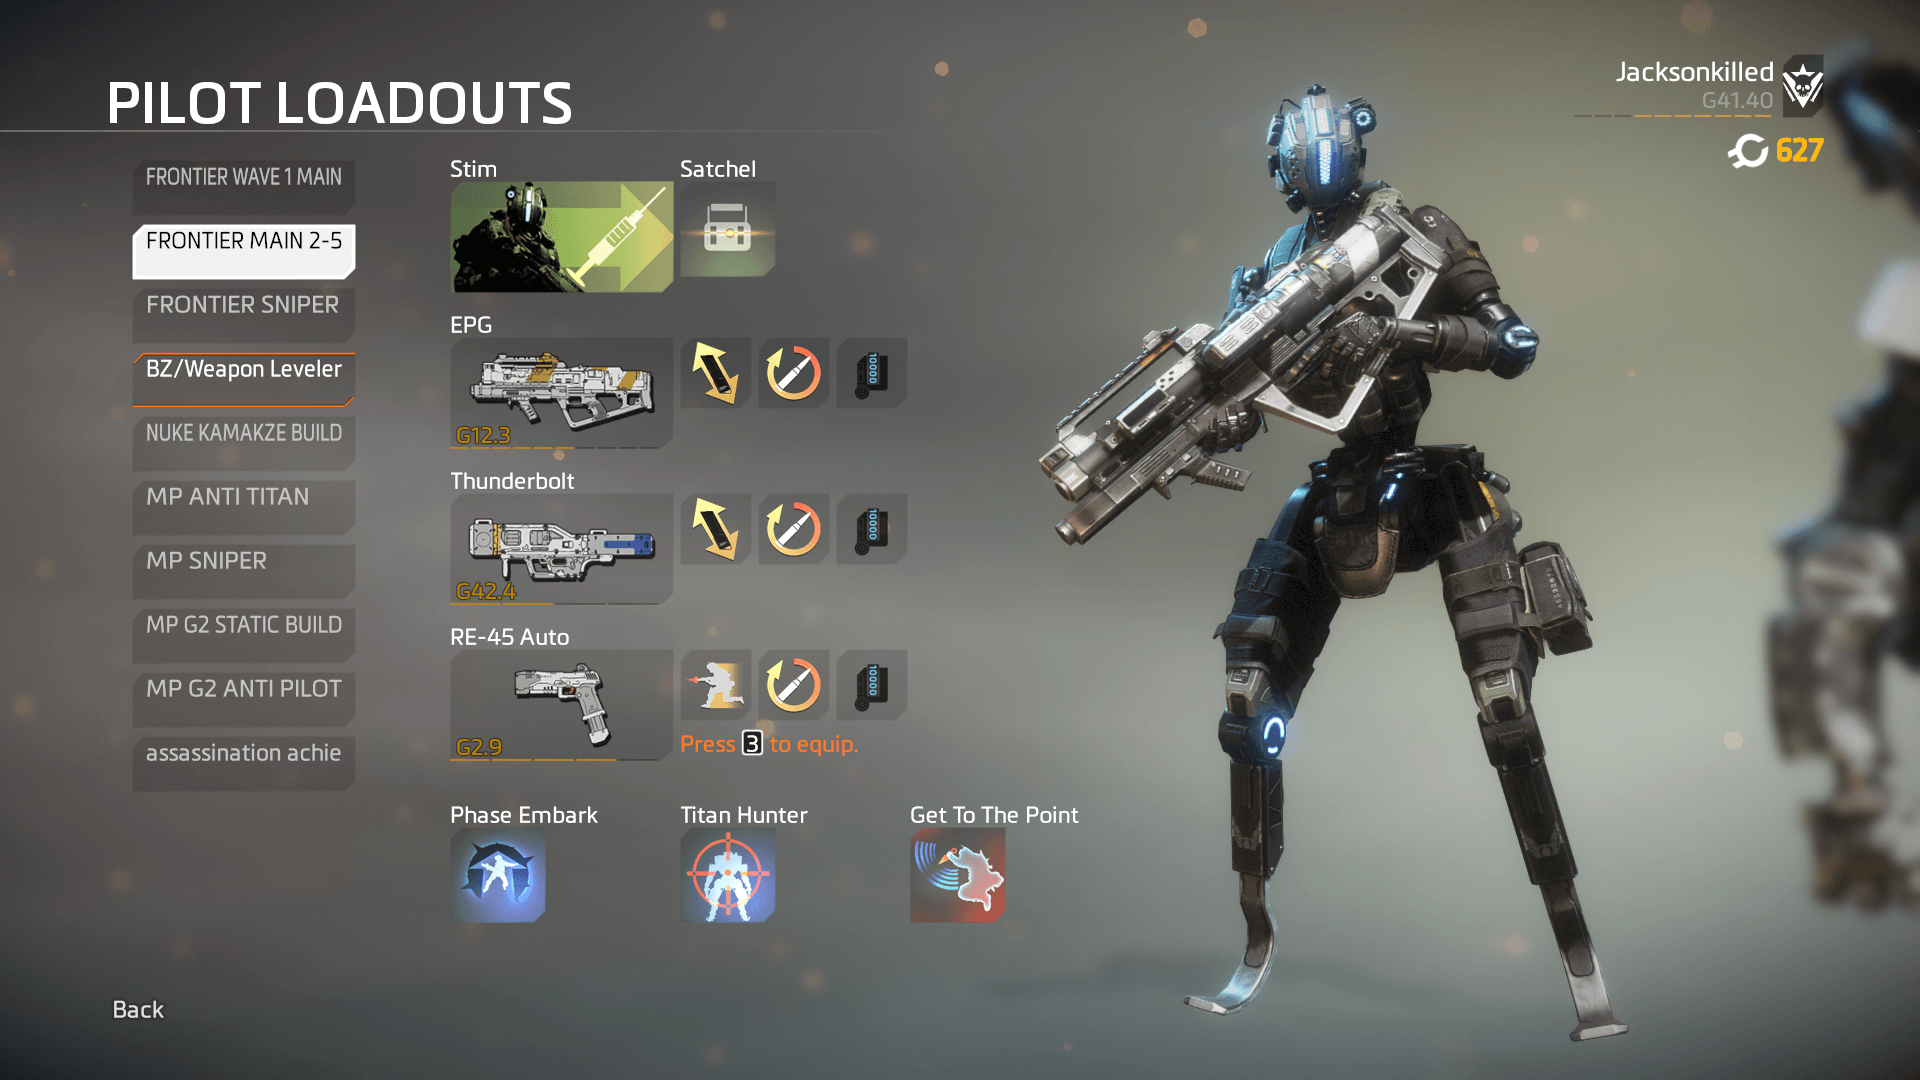 PILOT LOADOUTS
Jacksonkilled
G41.40
627
FRONTIER WAVE 1 MAIN
FRONTIER MAIN 2-5
FRONTIER SNIPER
BZ/Weapon Leveler
NUKE KAMAKZE BUILD
MP ANTI TITAN
MP SNIPER
MP G2 STATIC BUILD
MP G2 ANTI PILOT
assassination achie
Stim
Satchel
EPG
G12.3
10000
Thunderbolt
G42.4
10000
RE-45 Auto
G2.9
10000
Press 3 to equip.
Phase Embark
Titan Hunter
Get To The Point
Back